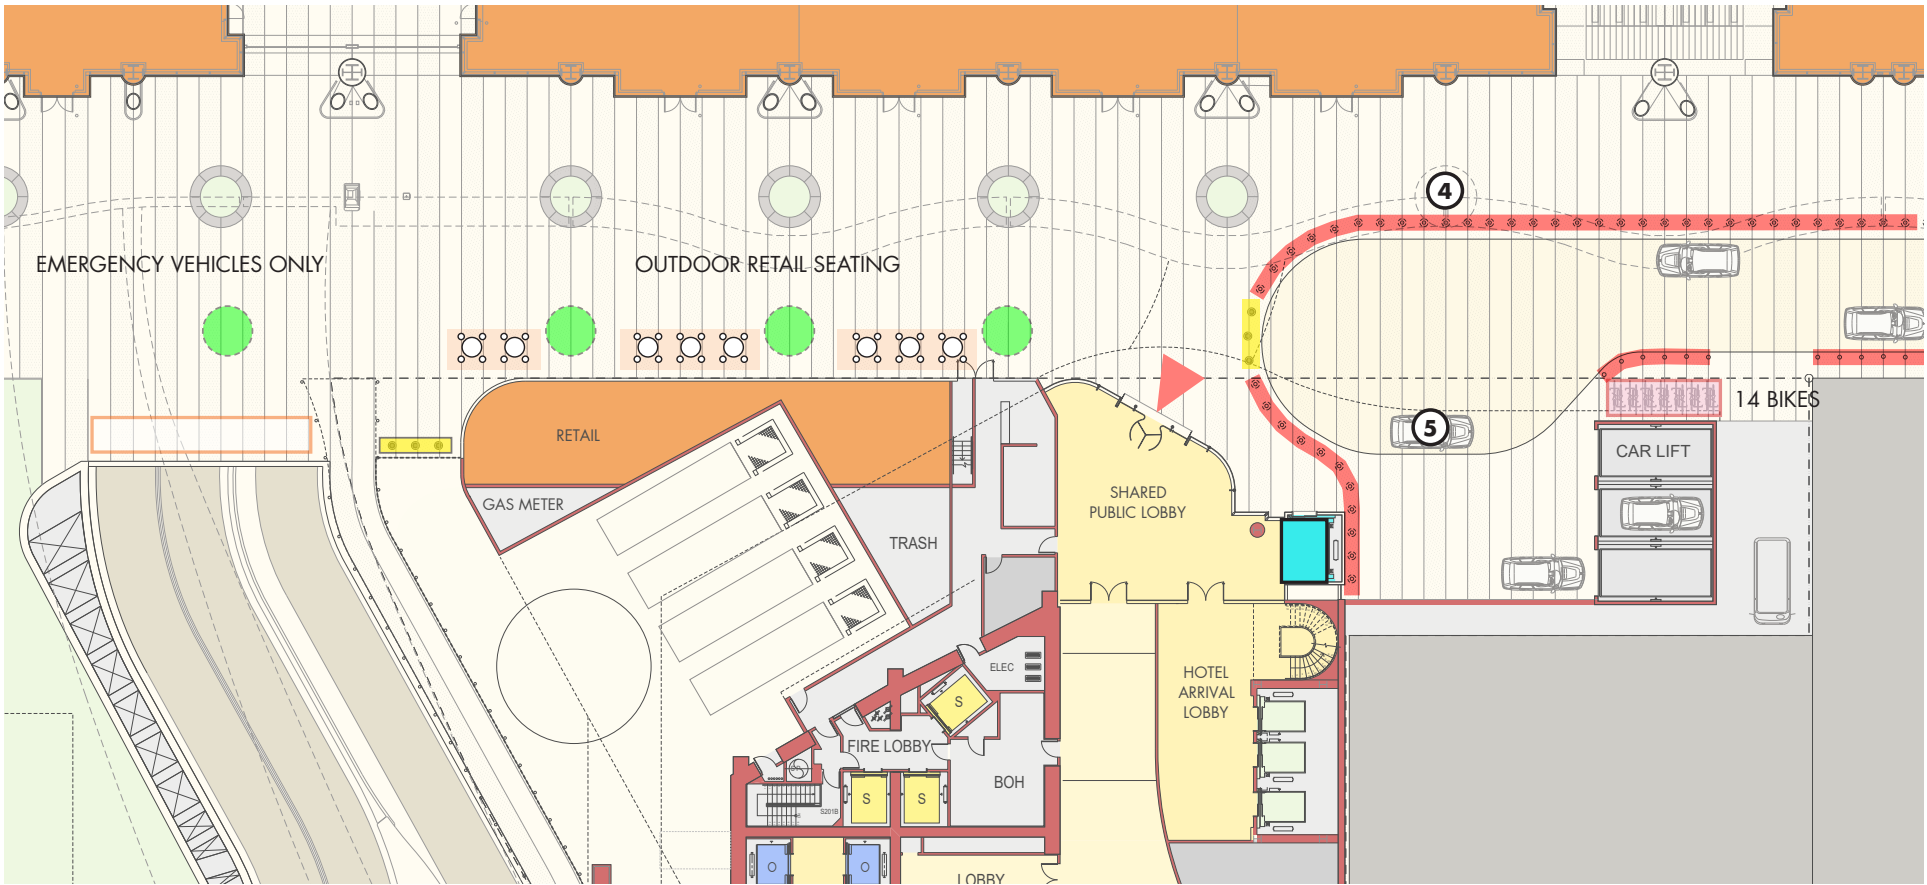 4
EMERGENCY VEHICLES ONLY
OUTDOOR RETAIL SEATING
14 BIKES
5
RETAIL
CAR LIFT
GAS METER
SHARED
PUBLIC LOBBY
TRASH
ELEC
HOTEL
ARRIVAL
LOBBY
S
FIRE LOBBY
BOH
S
S
S201B
O
O
LOBBY